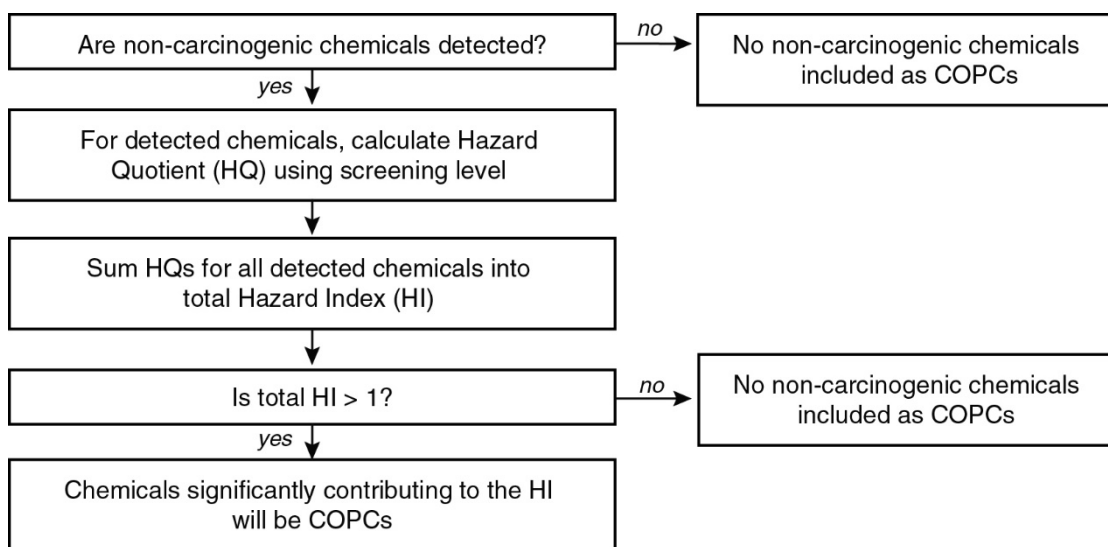 Are non-carcinogenic chemicals detected?
no
No non-carcinogenic chemicals
included as COPCs
yes
For detected chemicals, calculate Hazard
Quotient (HQ) using screening level
Sum HQs for all detected chemicals into
total Hazard Index (HI)
Is total HI > 1?
no
No non-carcinogenic chemicals
included as COPCs
yes
Chemicals significantly contributing to the HI
will be COPCs